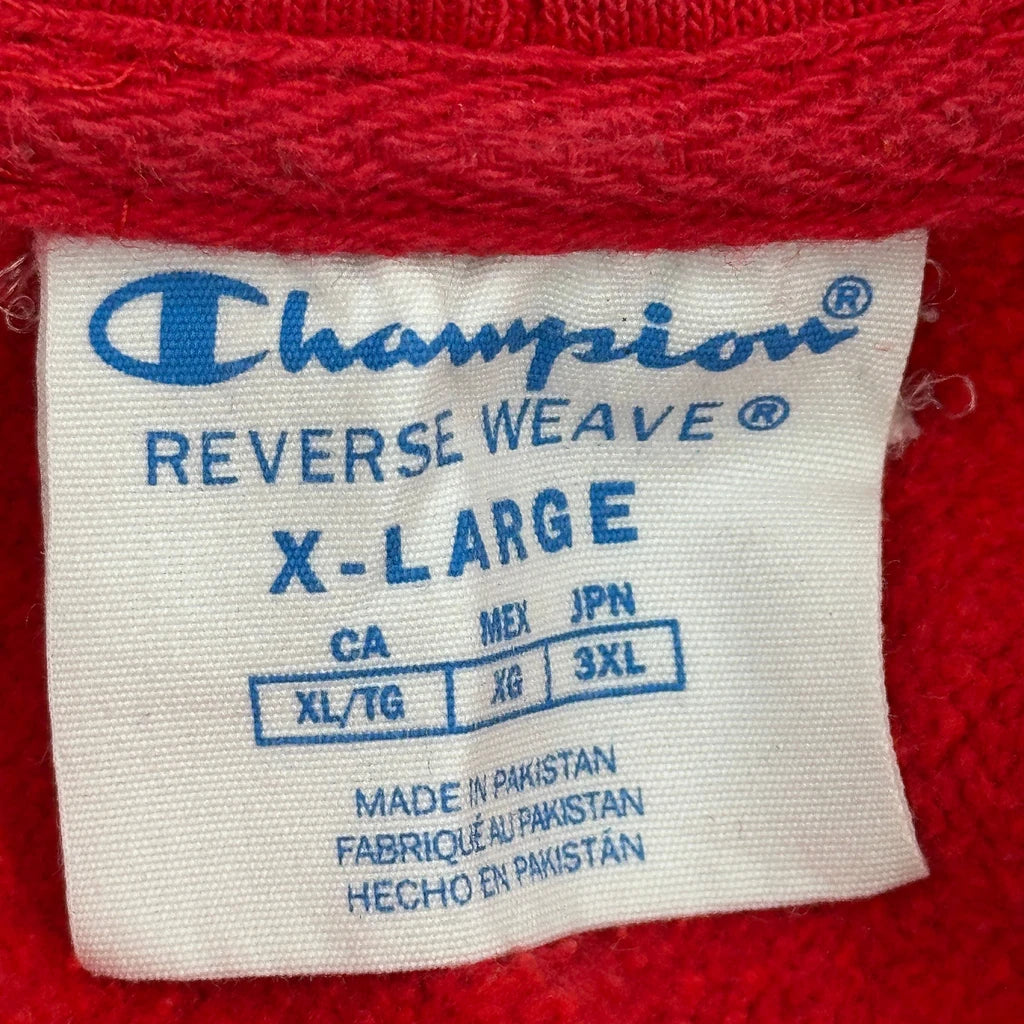 Champion®
REVERSE WEAVE®
X-LARGE
CA MEX JPN
XL/TG XG 3XL
MADE IN PAKISTAN
FABRIQUÉ AU PAKISTAN
HECHO EN PAKISTÁN